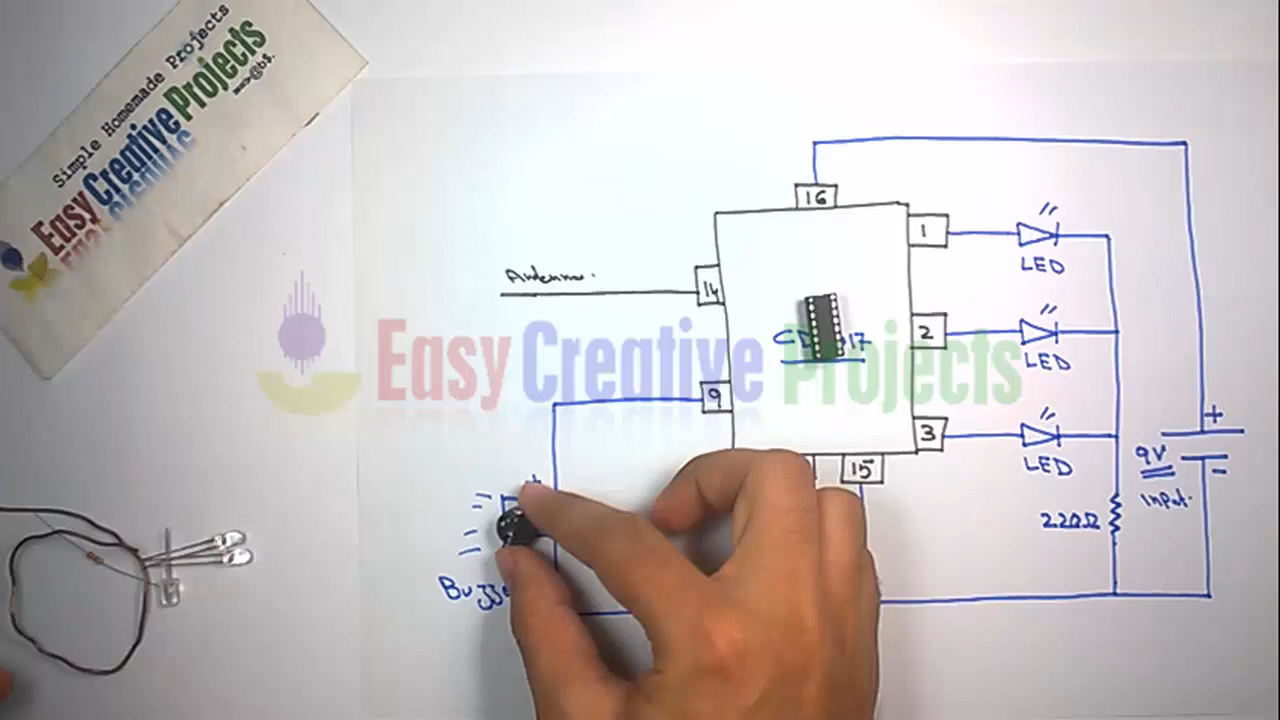 Simple Homemade Projects
Easy Creative Projects
16
1
LED
Antenna.
14
2
LED
Easy Creative Projects
9
3
LED
15
+
9V
-
Input.
220Ω
+